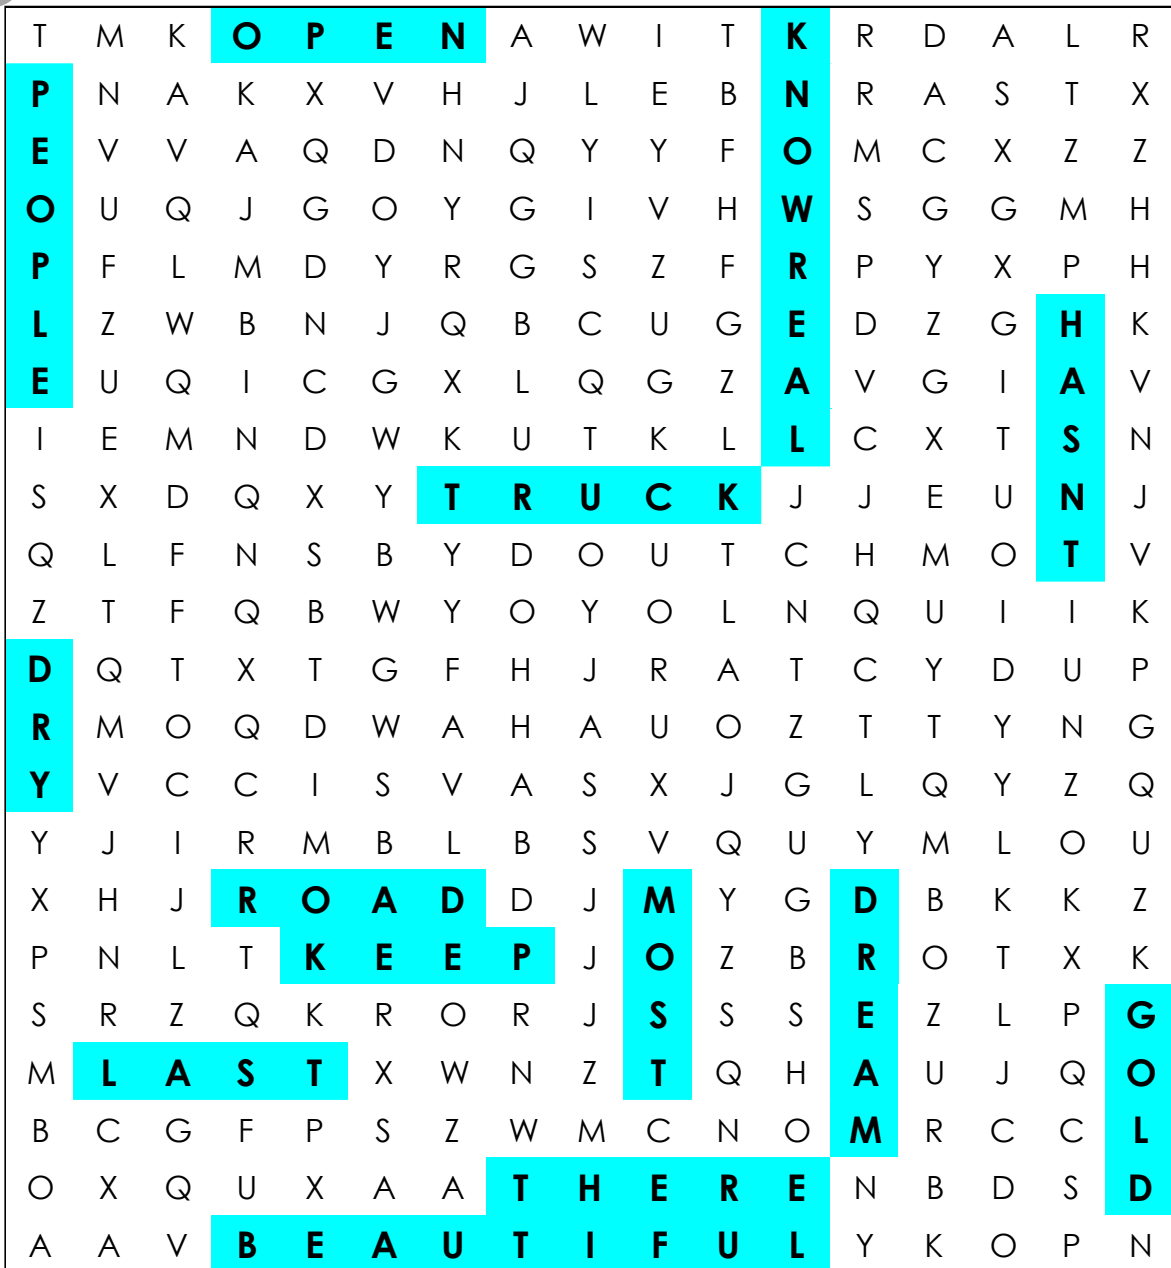 T M K O P E N A W I T K R D A L R
P N A K X V H J L E B N R A S T X
E V V A Q D N Q Y Y F O M C X Z Z
O U Q J G O Y G I V H W S G G M H
P F L M D Y R G S Z F R P Y X P H
L Z W B N J Q B C U G E D Z G H K
E U Q I C G X L Q G Z A V G I A V
I E M N D W K U T K L L C X T S N
S X D Q X Y T R U C K J J E U N J
Q L F N S B Y D O U T C H M O T V
Z T F Q B W Y O Y O L N Q U I I K
D Q T X T G F H J R A T C Y D U P
R M O Q D W A H A U O Z T T Y N G
Y V C C I S V A S X J G L Q Y Z Q
Y J I R M B L B S V Q U Y M L O U
X H J R O A D D J M Y G D B K K Z
P N L T K E E P J O Z B R O T X K
S R Z Q K R O R J S S S E Z L P G
M L A S T X W N Z T Q H A U J Q O
B C G F P S Z W M C N O M R C C L
O X Q U X A A T H E R E N B D S D
A A V B E A U T I F U L Y K O P N